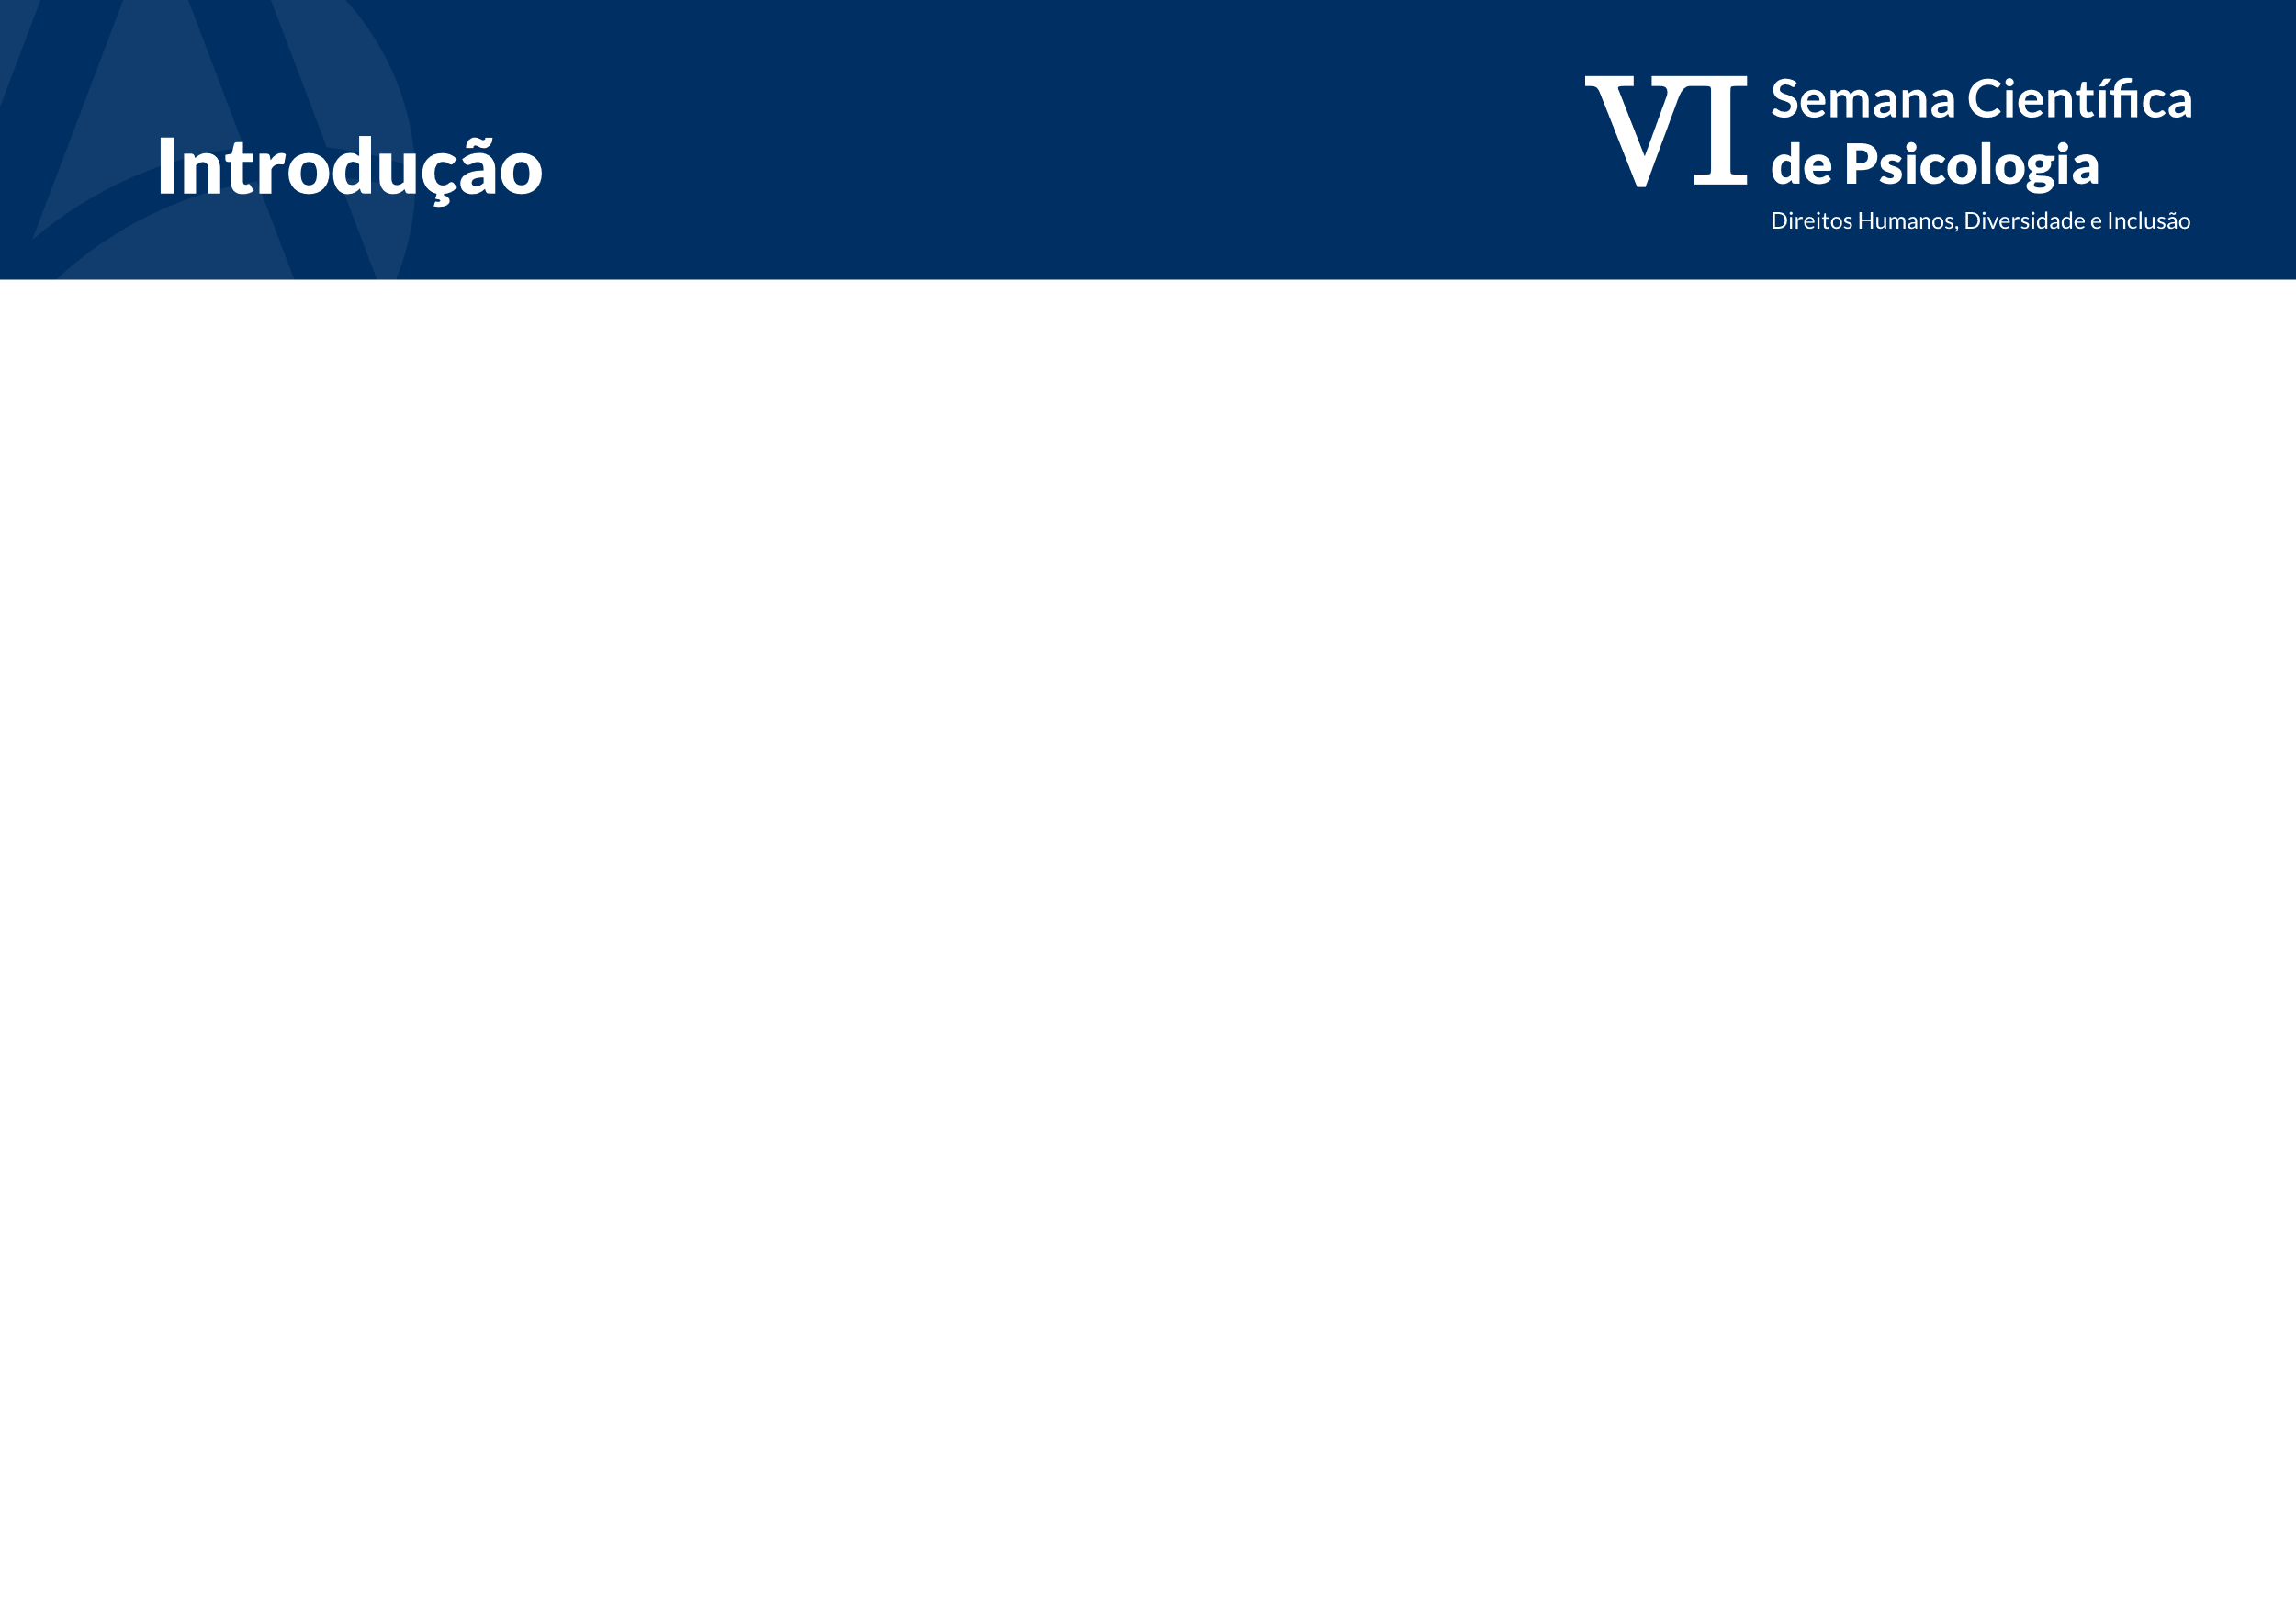 Introdução
VI Semana Científica
de Psicologia
Direitos Humanos, Diversidade e Inclusão